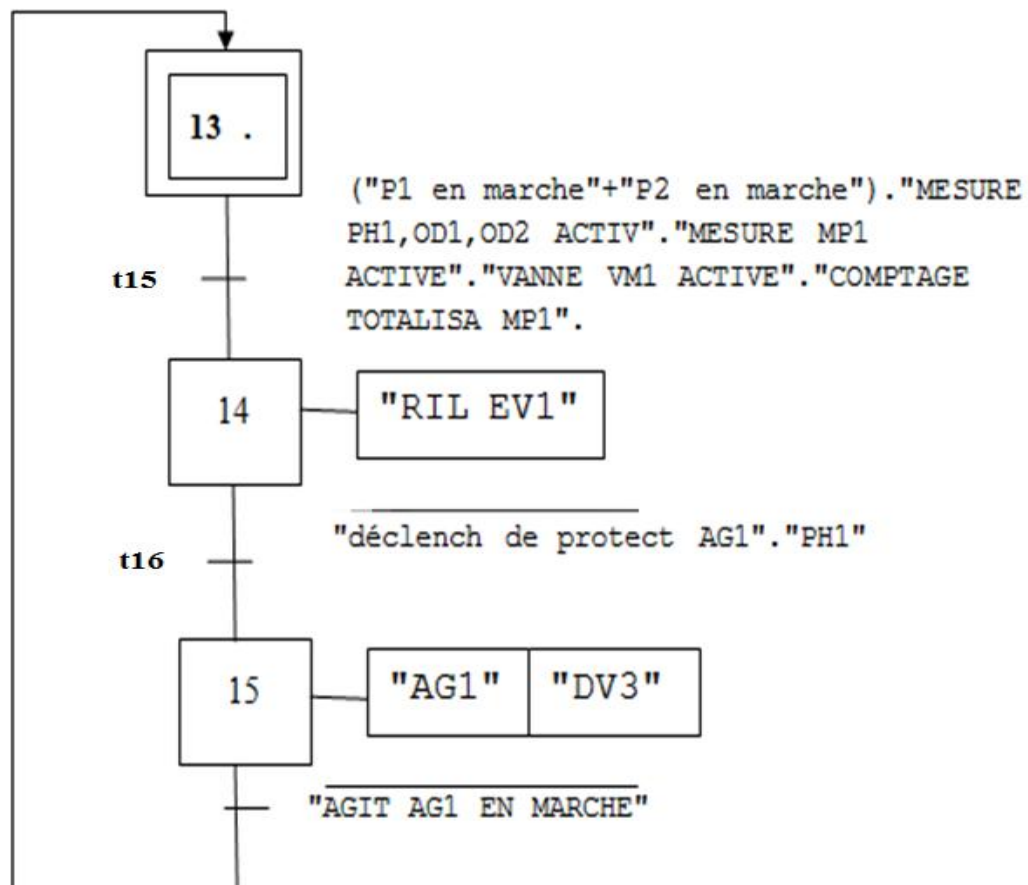 13 .
("P1 en marche"+"P2 en marche")."MESURE
PH1,OD1,OD2 ACTIV"."MESURE MP1
t15
ACTIVE"."VANNE VM1 ACTIVE"."COMPTAGE
TOTALISA MP1".
14
"RIL EV1"
"déclench de protect AG1"."PH1"
t16
15
"AG1"
"DV3"
"AGIT AG1 EN MARCHE"